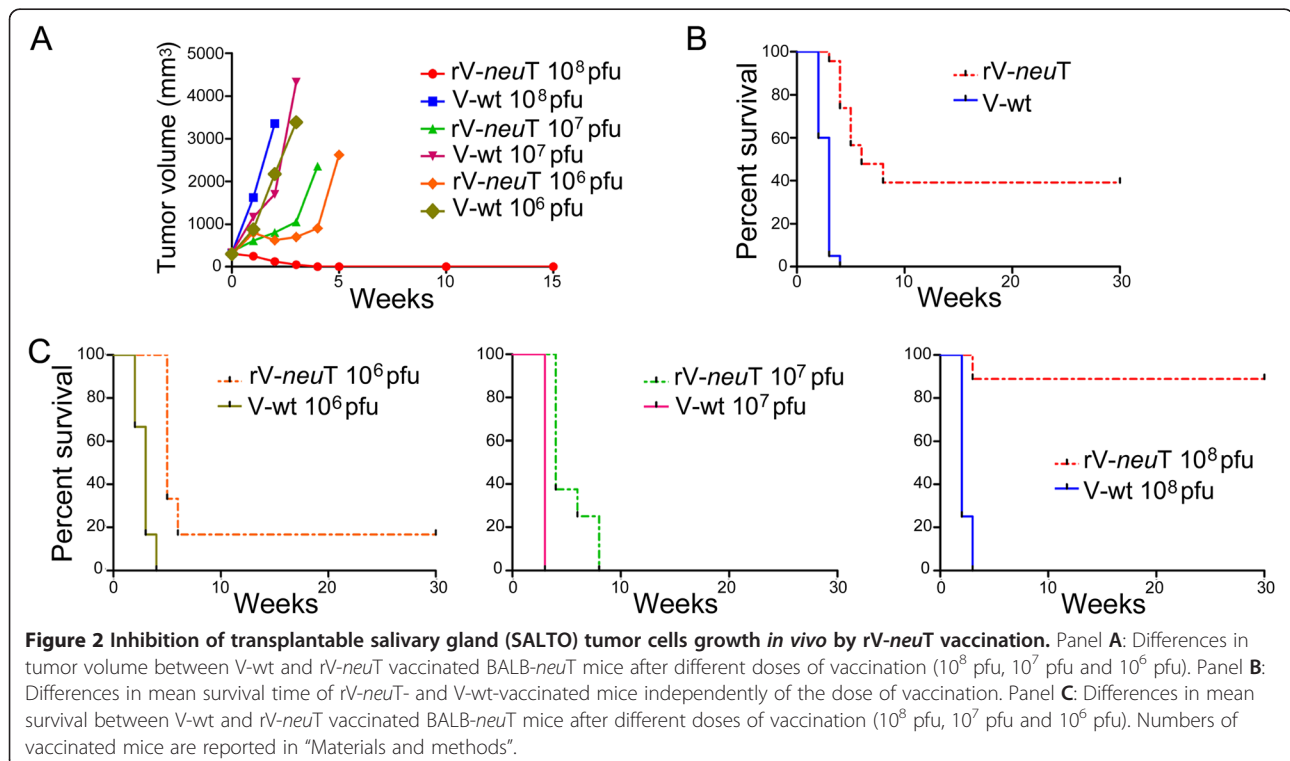 A
Tumor volume (mm³)
5000
4000
3000
2000
1000
0
0 5 10 15
Weeks
rV-neuT 10⁸ pfu
V-wt 10⁸ pfu
rV-neuT 10⁷ pfu
V-wt 10⁷ pfu
rV-neuT 10⁶ pfu
V-wt 10⁶ pfu
B
Percent survival
100
80
60
40
20
0
0 10 20 30
Weeks
rV-neuT
V-wt
C
Percent survival
100
80
60
40
20
0
0 10 20 30
Weeks
rV-neuT 10⁶ pfu
V-wt 10⁶ pfu
100
80
60
40
20
0
0 10 20 30
Weeks
rV-neuT 10⁷ pfu
V-wt 10⁷ pfu
100
80
60
40
20
0
0 10 20 30
Weeks
rV-neuT 10⁸ pfu
V-wt 10⁸ pfu
Figure 2 Inhibition of transplantable salivary gland (SALTO) tumor cells growth in vivo by rV-neuT vaccination. Panel A: Differences in
tumor volume between V-wt and rV-neuT vaccinated BALB-neuT mice after different doses of vaccination (10⁸ pfu, 10⁷ pfu and 10⁶ pfu). Panel B:
Differences in mean survival time of rV-neuT- and V-wt-vaccinated mice independently of the dose of vaccination. Panel C: Differences in mean
survival between V-wt and rV-neuT vaccinated BALB-neuT mice after different doses of vaccination (10⁸ pfu, 10⁷ pfu and 10⁶ pfu). Numbers of
vaccinated mice are reported in “Materials and methods”.